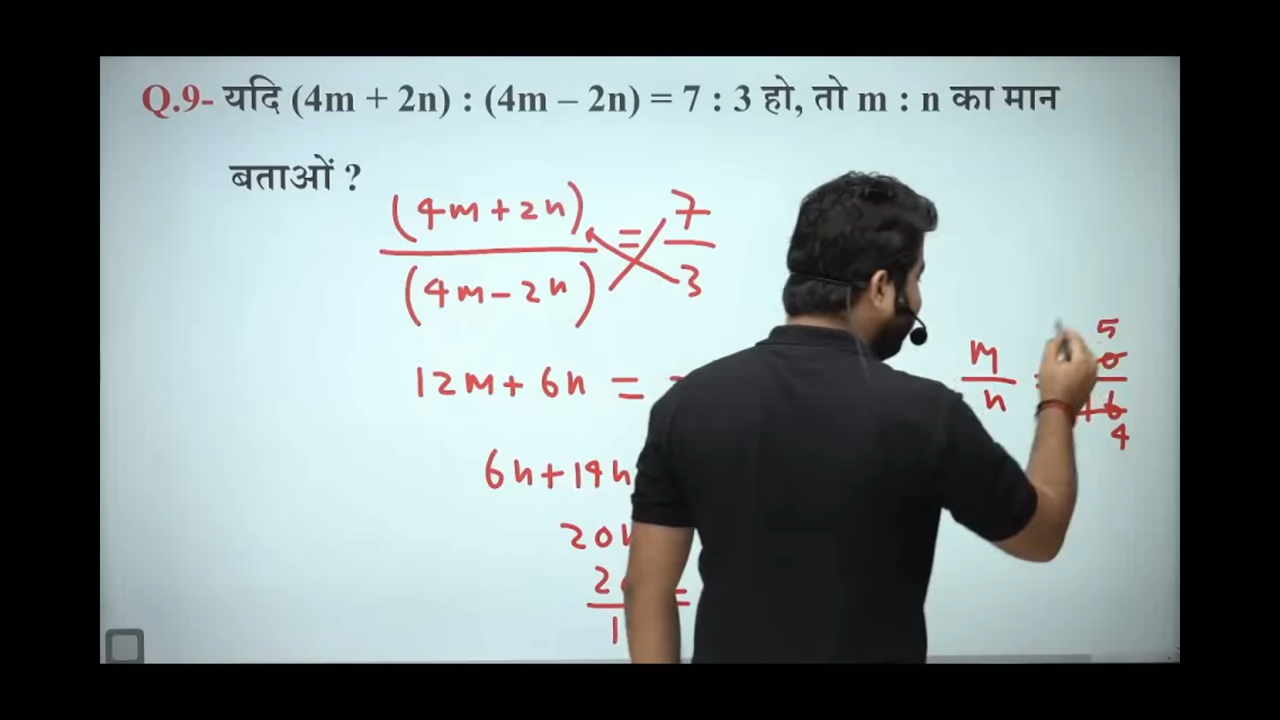 Q.9- यदि (4m + 2n) : (4m – 2n) = 7 : 3 हो, तो m : n का मान
बताओं ?
(4m+2n)
(4m-2n)
=
7
3
12m+6n =
6n+14n
20n
m
n
5
4